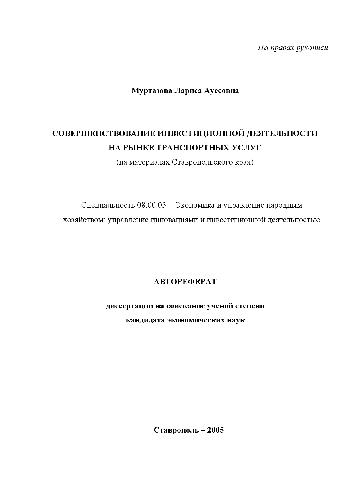 На правах рукописи
Муртазова Лариса Ауесовна
СОВЕРШЕНСТВОВАНИЕ ИНВЕСТИЦИОННОЙ ДЕЯТЕЛЬНОСТИ
НА РЫНКЕ ТРАНСПОРТНЫХ УСЛУГ
(на материалах Ставропольского края)
Специальность 08.00.05 – Экономика и управление народным
хозяйством: управление инновациями и инвестиционной деятельностью
АВТОРЕФЕРАТ
диссертации на соискание ученой степени
кандидата экономических наук
Ставрополь – 2005